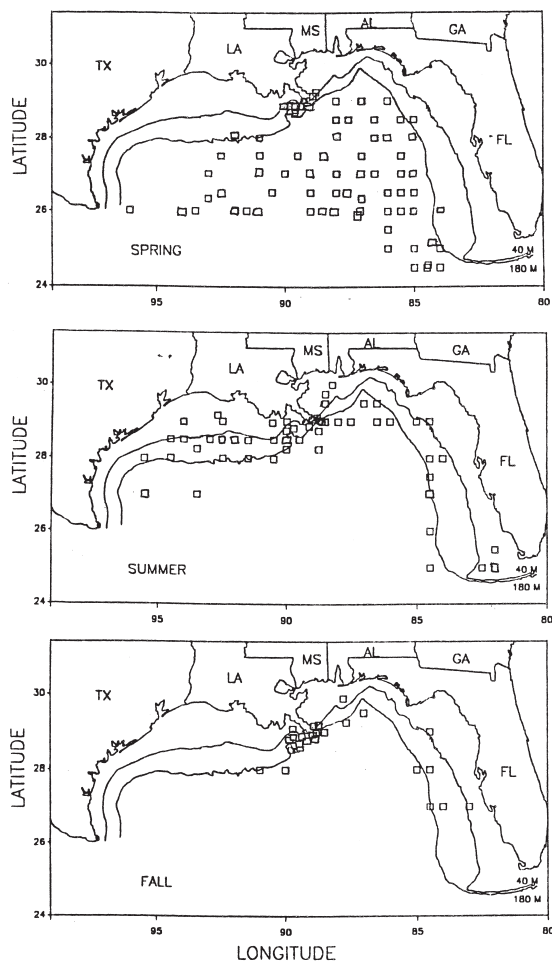 MS
AL
GA
LA
TX
30
28
26
24
LATITUDE
FL
SPRING
40 M
180 M
95
90
85
80
MS
AL
GA
LA
TX
30
28
26
24
LATITUDE
FL
SUMMER
40 M
180 M
95
90
85
80
MS
AL
GA
LA
TX
30
28
26
24
LATITUDE
FL
FALL
40 M
180 M
95
90
85
80
LONGITUDE